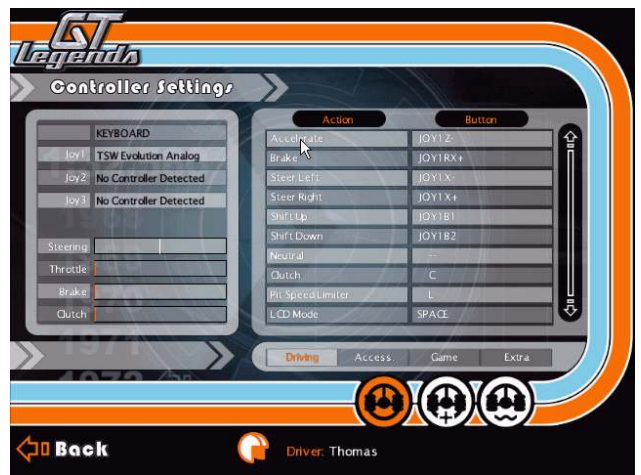 GT
Legends
Controller Settings
KEYBOARD
Joy1 TSW Evolution Analog
Joy2 No Controller Detected
Joy3 No Controller Detected
Steering
Throttle
Brake
Clutch
Action Button
Accelerate JOY1Z-
Brake JOY1RX+
Steer Left JOY1X-
Steer Right JOY1X+
Shift Up JOY1B1
Shift Down JOY1B2
Neutral --
Clutch C
Pit Speed Limiter L
LCD Mode SPACE
Driving Access Game Extra
1971
1972
Back
Driver: Thomas